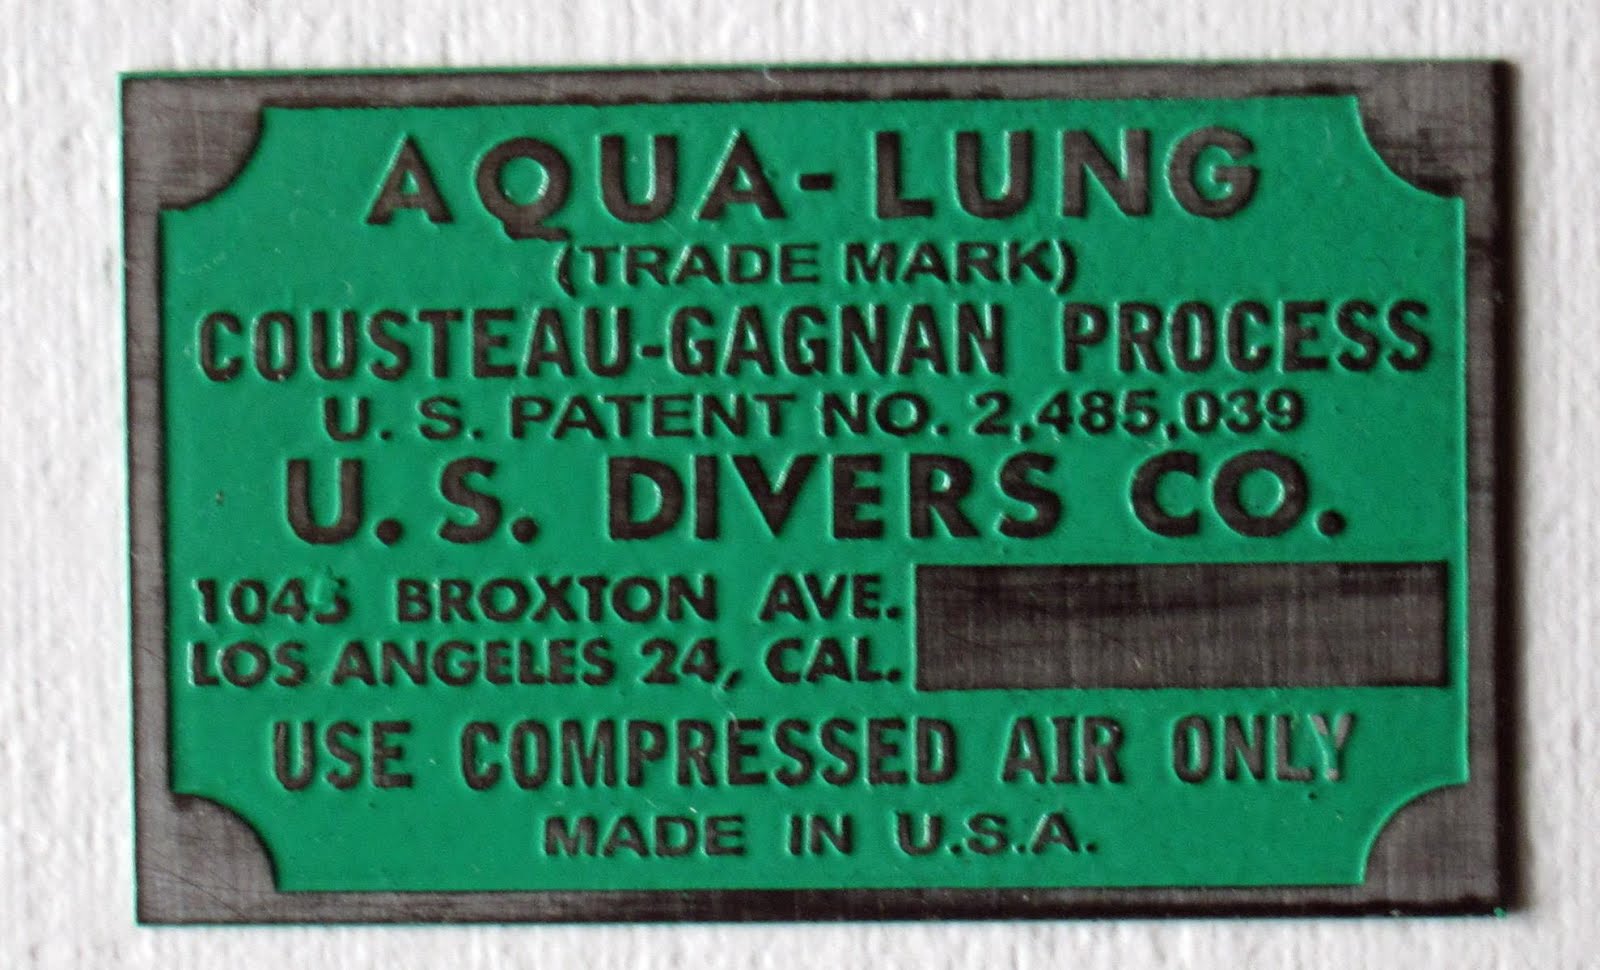 AQUA-LUNG
(TRADE MARK)
COUSTEAU-GAGNAN PROCESS
U. S. PATENT NO. 2,485,039
U. S. DIVERS CO.
1045 BROXTON AVE.
LOS ANGELES 24, CAL.
USE COMPRESSED AIR ONLY
MADE IN U.S.A.